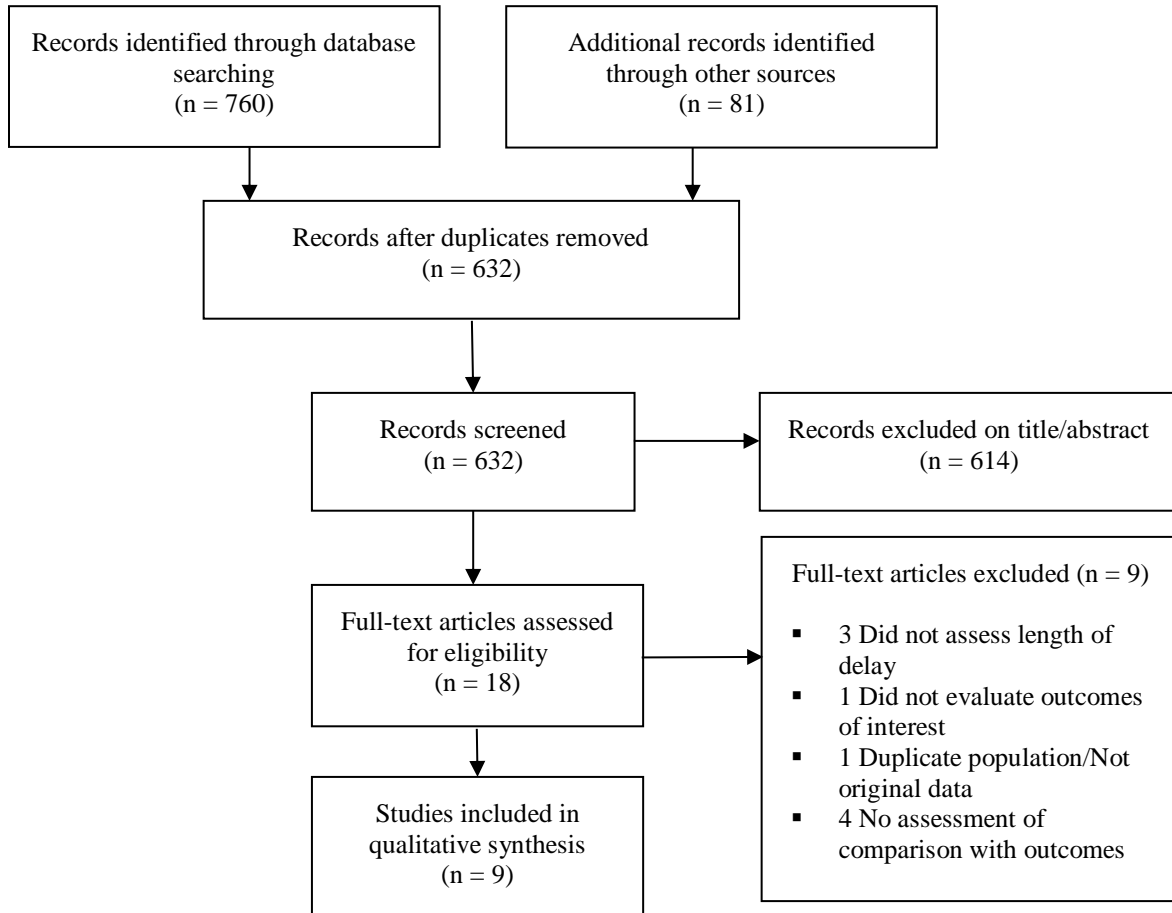 Records identified through database
searching
(n = 760)
Additional records identified
through other sources
(n = 81)
Records after duplicates removed
(n = 632)
Records screened
(n = 632)
Records excluded on title/abstract
(n = 614)
Full-text articles assessed
for eligibility
(n = 18)
Full-text articles excluded (n = 9)
▪ 3 Did not assess length of
delay
▪ 1 Did not evaluate outcomes
of interest
▪ 1 Duplicate population/Not
original data
▪ 4 No assessment of
comparison with outcomes
Studies included in
qualitative synthesis
(n = 9)